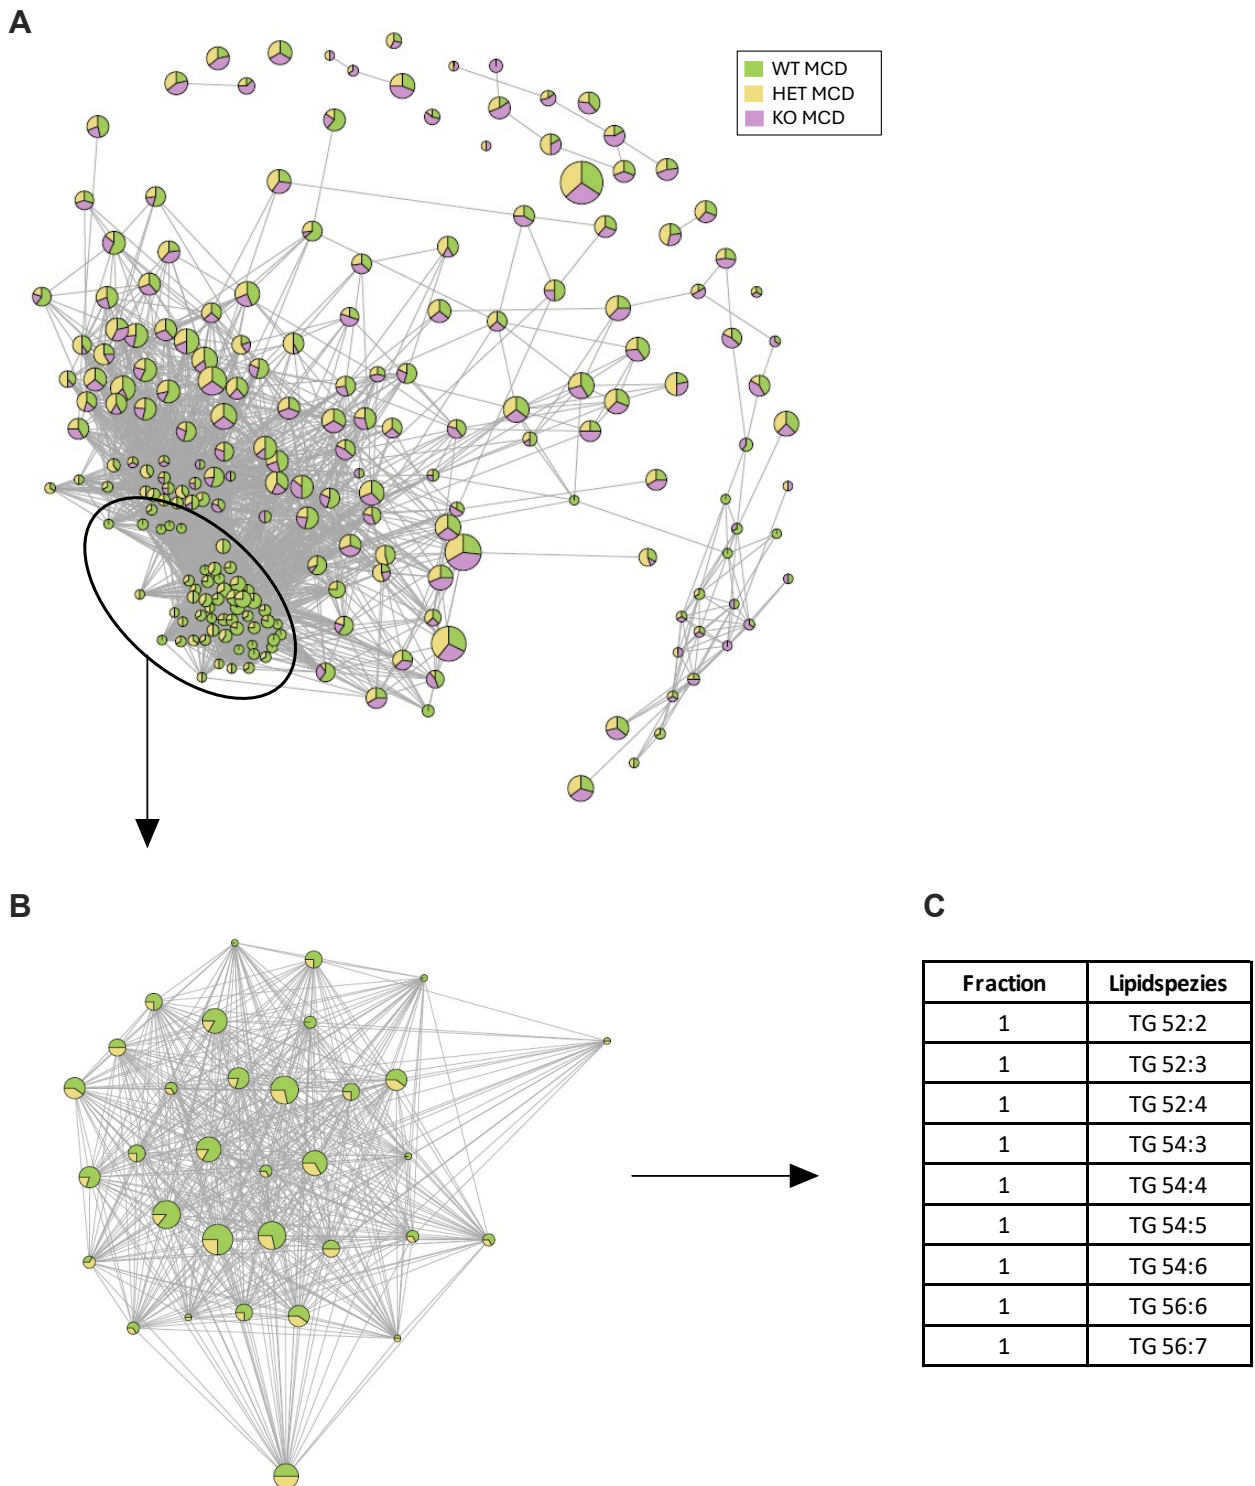 A
WT MCD
HET MCD
KO MCD
B
C
Fraction Lipidspezies
1 TG 52:2
1 TG 52:3
1 TG 52:4
1 TG 54:3
1 TG 54:4
1 TG 54:5
1 TG 54:6
1 TG 56:6
1 TG 56:7